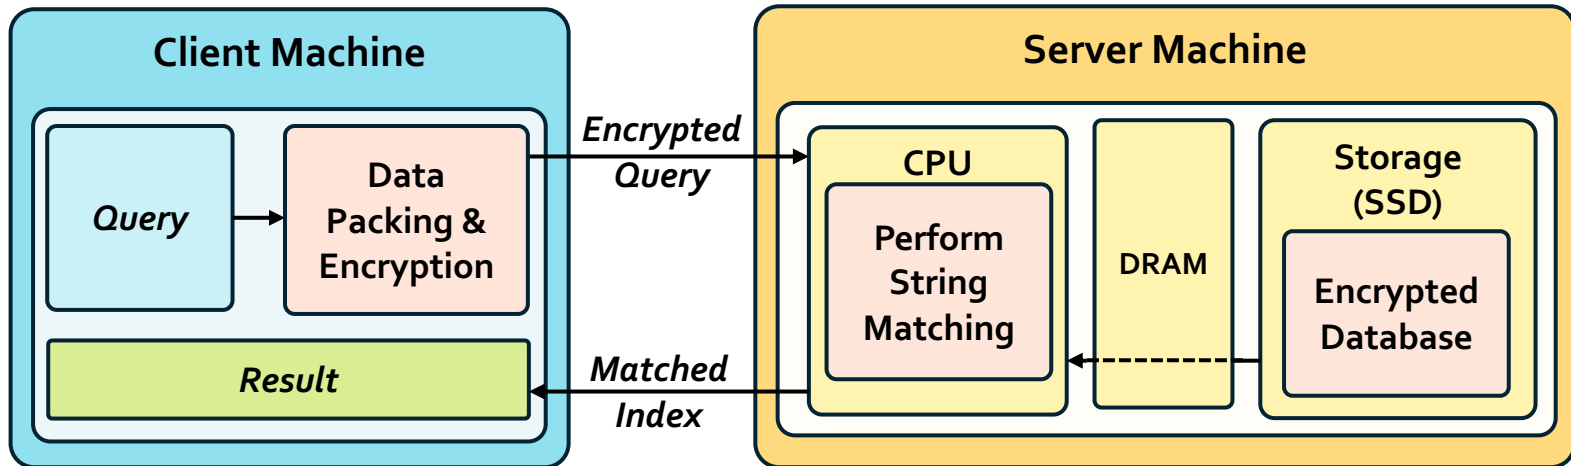 Client Machine
Query
Data
Packing &
Encryption
Result
Encrypted
Query
Matched
Index
Server Machine
CPU
Perform
String
Matching
DRAM
Storage
(SSD)
Encrypted
Database